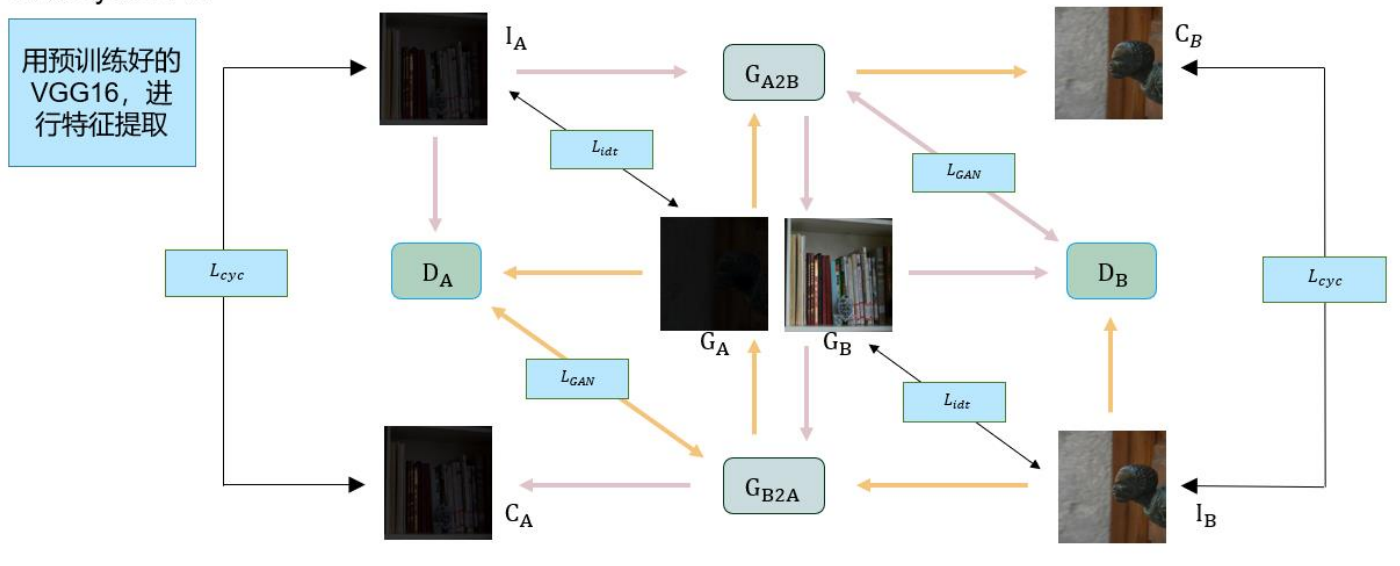 用预训练好的
VGG16，进
行特征提取
I_A
G_A2B
C_B
L_idt
L_GAN
L_cyc
D_A
D_B
L_cyc
G_A
G_B
L_GAN
L_idt
G_B2A
C_A
I_B